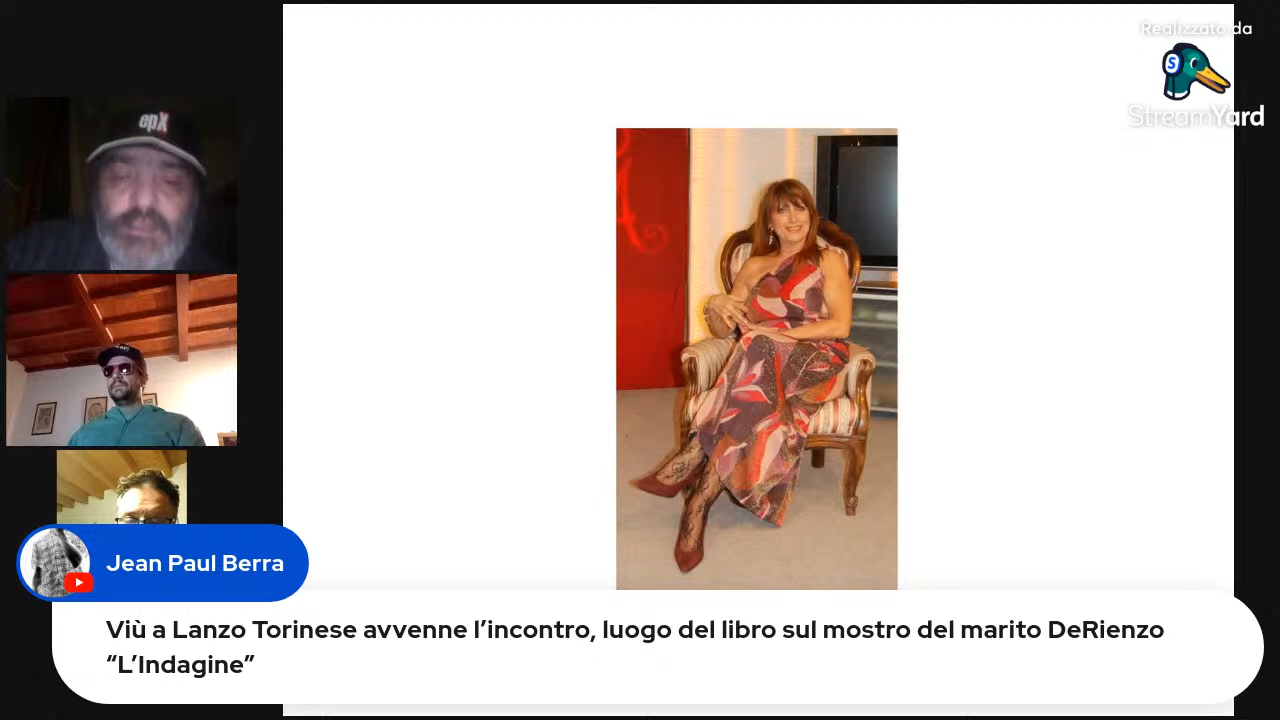 Realizzato da
StreamYard
epX
S
Jean Paul Berra
Viù a Lanzo Torinese avvenne l’incontro, luogo del libro sul mostro del marito DeRienzo
“L’Indagine”